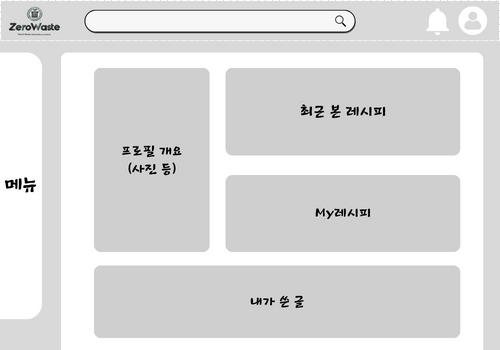 ZeroWaste
메뉴
프로필 개요
(사진 등)
최근 본 레시피
My레시피
내가 쓴 글